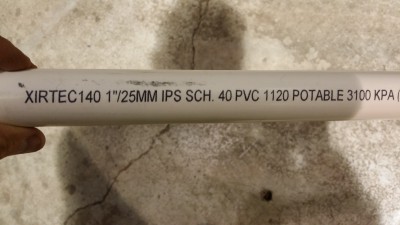 XIRTEC140 1"/25MM IPS SCH. 40 PVC 1120 POTABLE 3100 KPA (